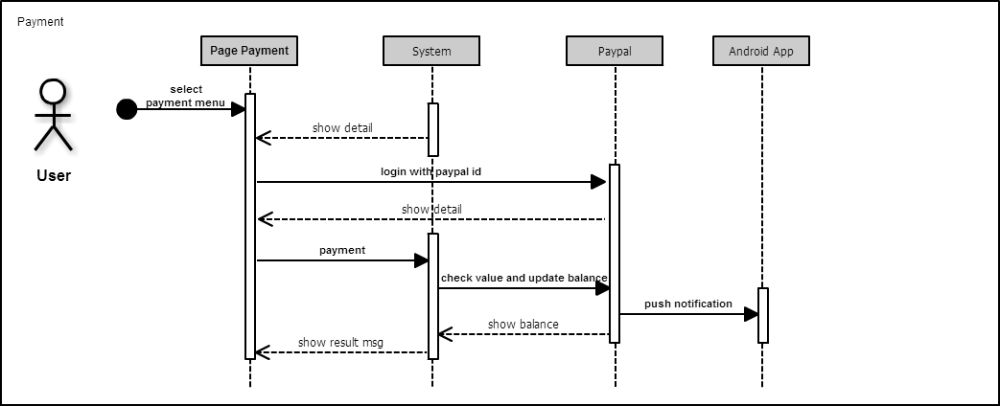 Payment
Page Payment
System
Paypal
Android App
select
payment menu
show detail
User
login with paypal id
show detail
payment
check value and update balance
push notification
show balance
show result msg